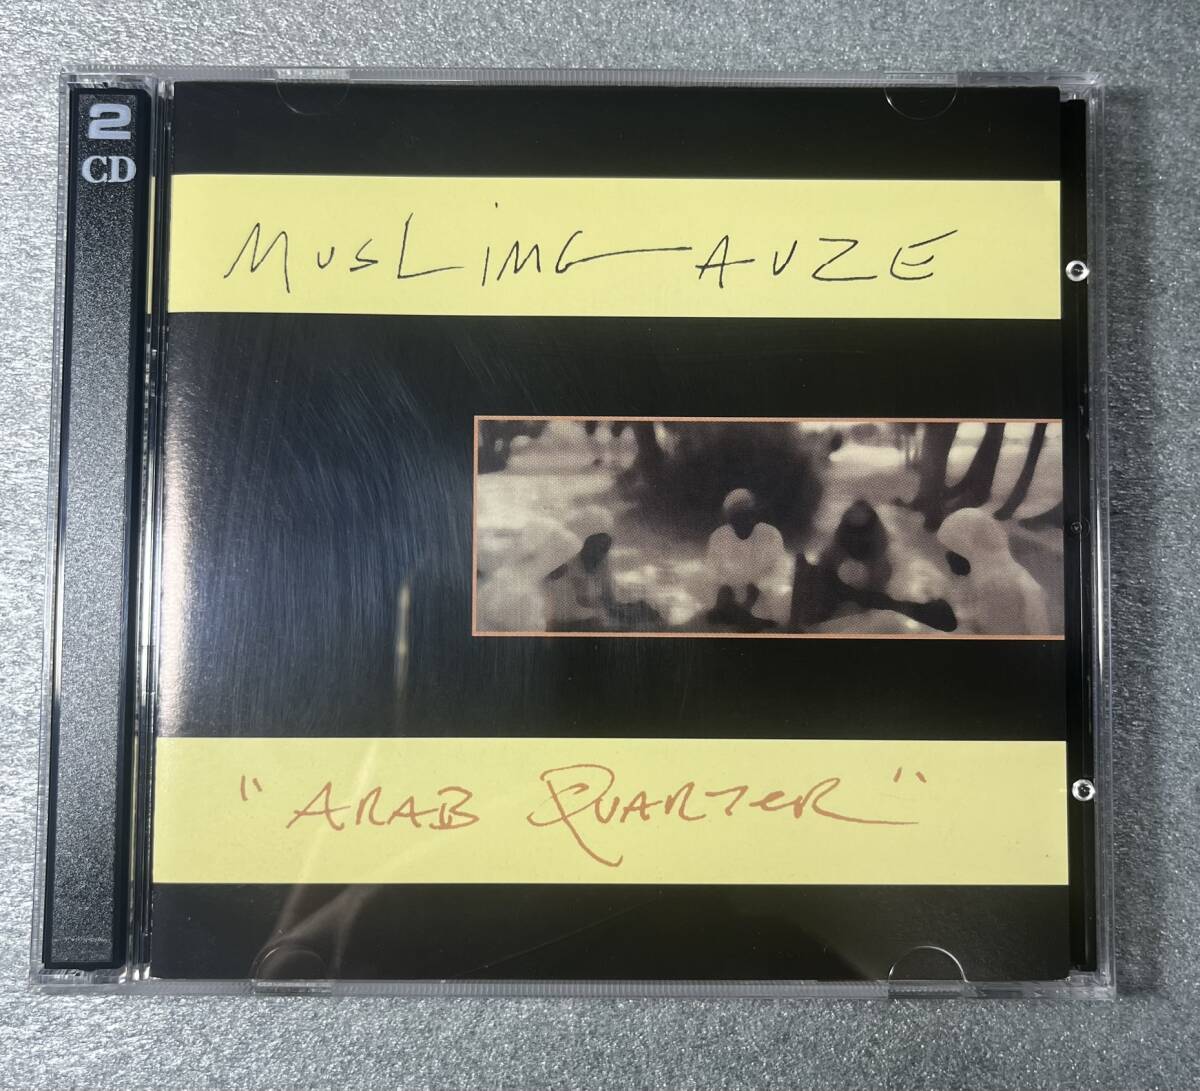 2
CD
MUSLIMGAUZE
"ARAB QUARTER"